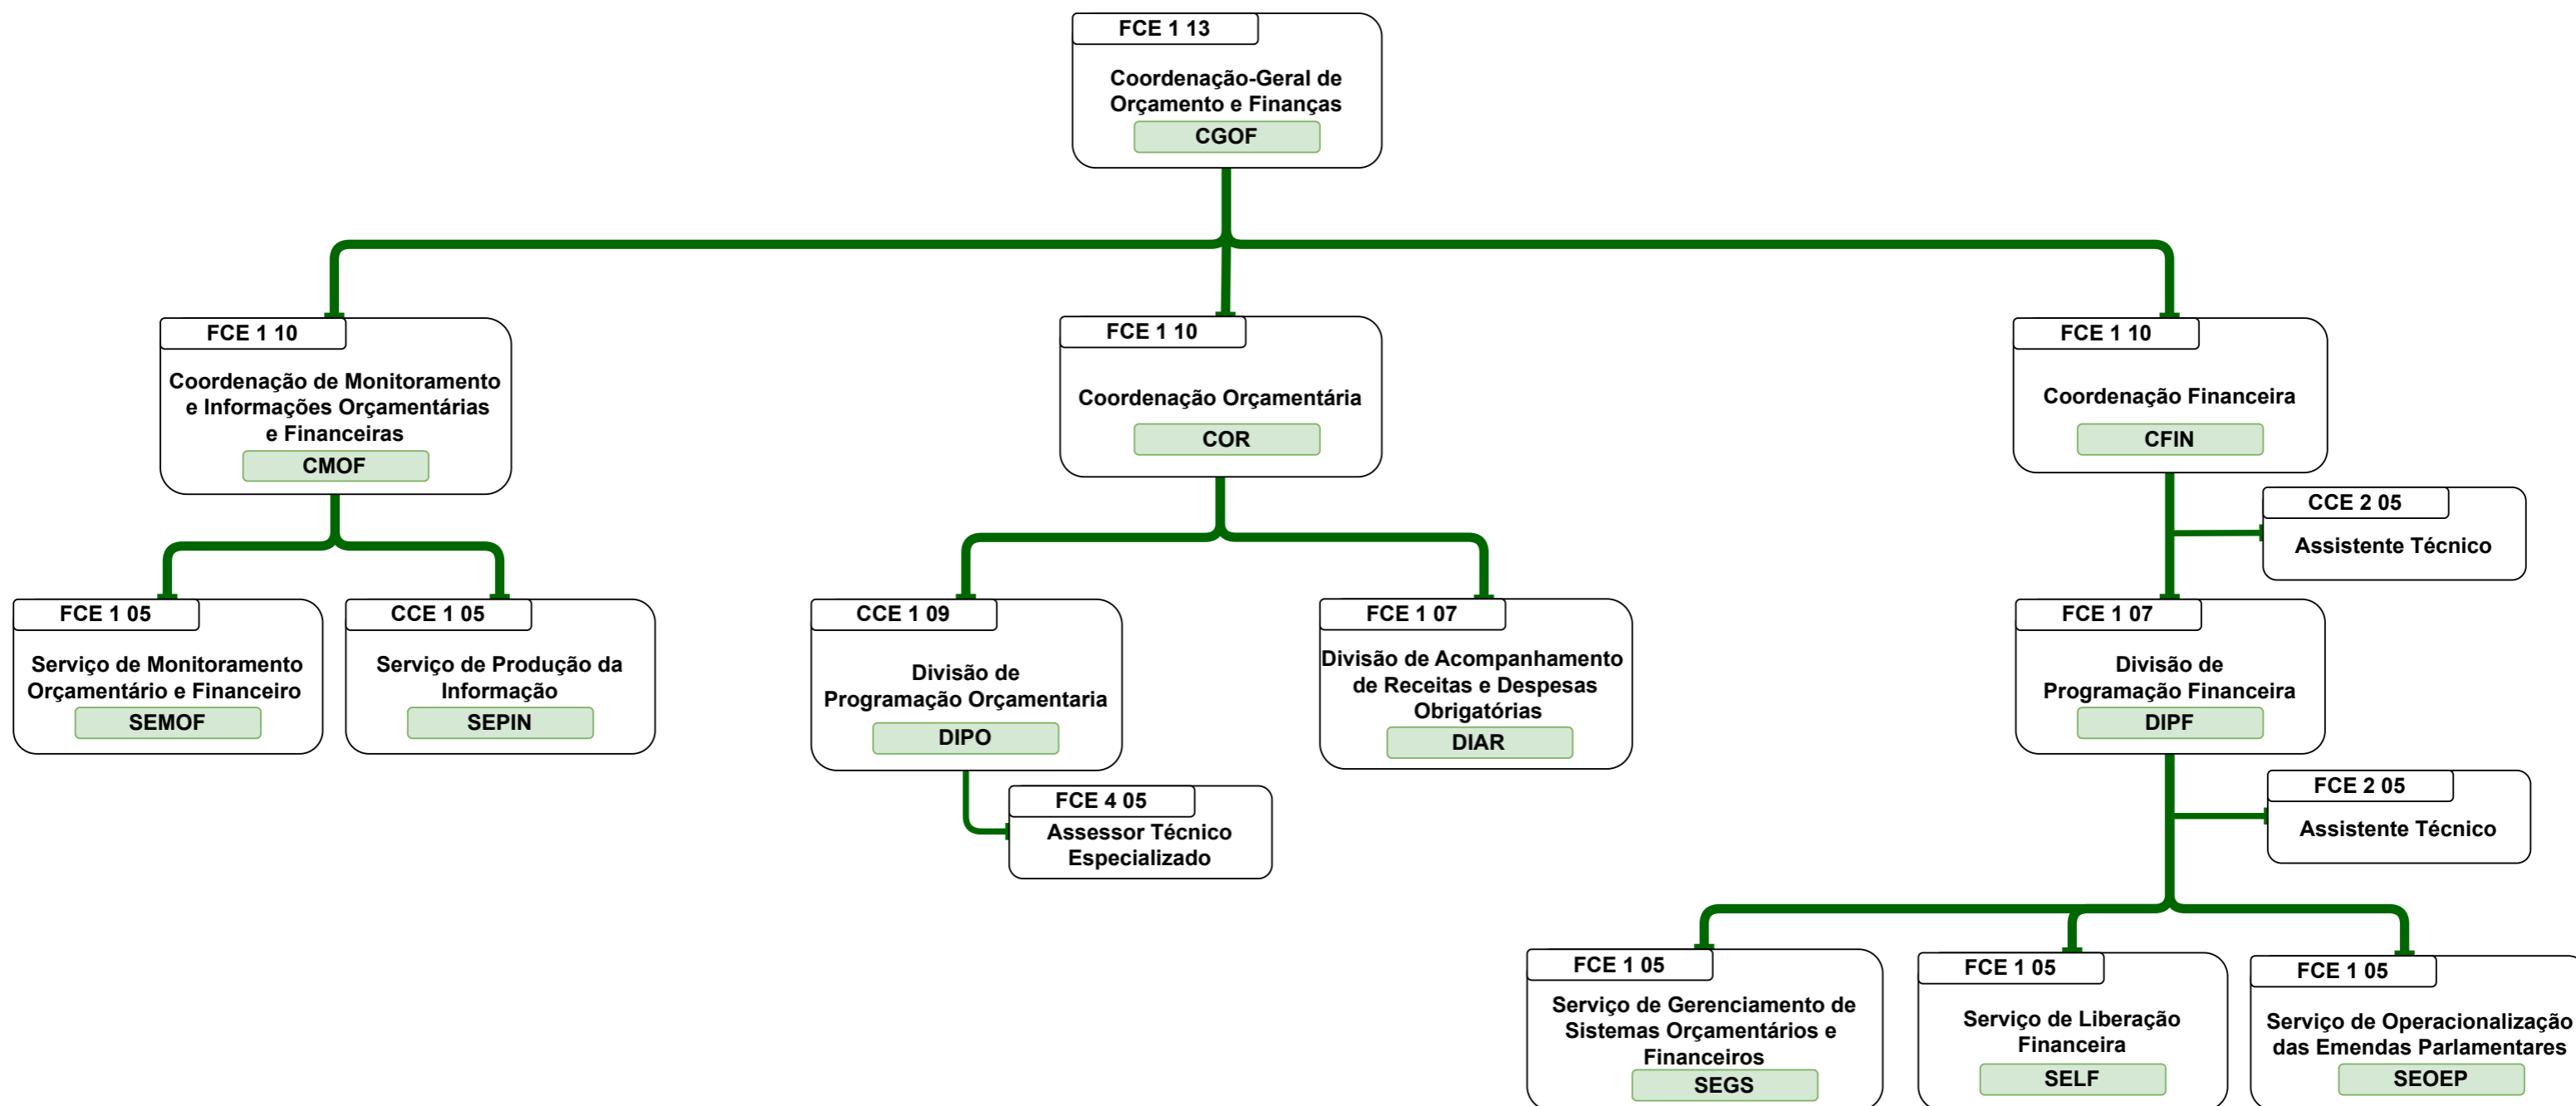 FCE 1 13
Coordenação-Geral de
Orçamento e Finanças
CGOF
FCE 1 10
Coordenação de Monitoramento
e Informações Orçamentárias
e Financeiras
CMOF
FCE 1 10
Coordenação Orçamentária
COR
FCE 1 10
Coordenação Financeira
CFIN
CCE 2 05
Assistente Técnico
FCE 1 05
Serviço de Monitoramento
Orçamentário e Financeiro
SEMOF
CCE 1 05
Serviço de Produção da
Informação
SEPIN
CCE 1 09
Divisão de
Programação Orçamentaria
DIPO
FCE 1 07
Divisão de Acompanhamento
de Receitas e Despesas
Obrigatórias
DIAR
FCE 1 07
Divisão de
Programação Financeira
DIPF
FCE 4 05
Assessor Técnico
Especializado
FCE 2 05
Assistente Técnico
FCE 1 05
Serviço de Gerenciamento de
Sistemas Orçamentários e
Financeiros
SEGS
FCE 1 05
Serviço de Liberação
Financeira
SELF
FCE 1 05
Serviço de Operacionalização
das Emendas Parlamentares
SEOEP